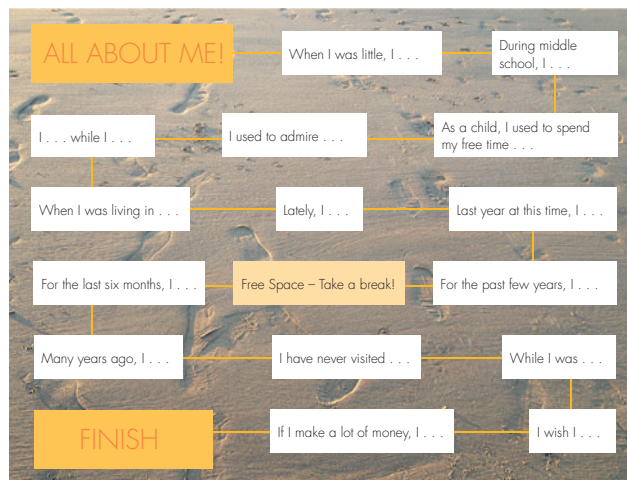 ALL ABOUT ME!
When I was little, I . . .
During middle
school, I . . .
As a child, I used to spend
my free time . . .
I used to admire . . .
I . . . while I . . .
When I was living in . . .
Lately, I . . .
Last year at this time, I . . .
For the past few years, I . . .
Free Space – Take a break!
For the last six months, I . . .
Many years ago, I . . .
I have never visited . . .
While I was . . .
I wish I . . .
If I make a lot of money, I . . .
FINISH